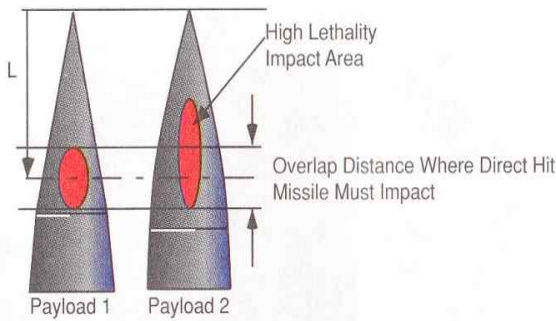 High Lethality
Impact Area
L
Overlap Distance Where Direct Hit
Missile Must Impact
Payload 1
Payload 2